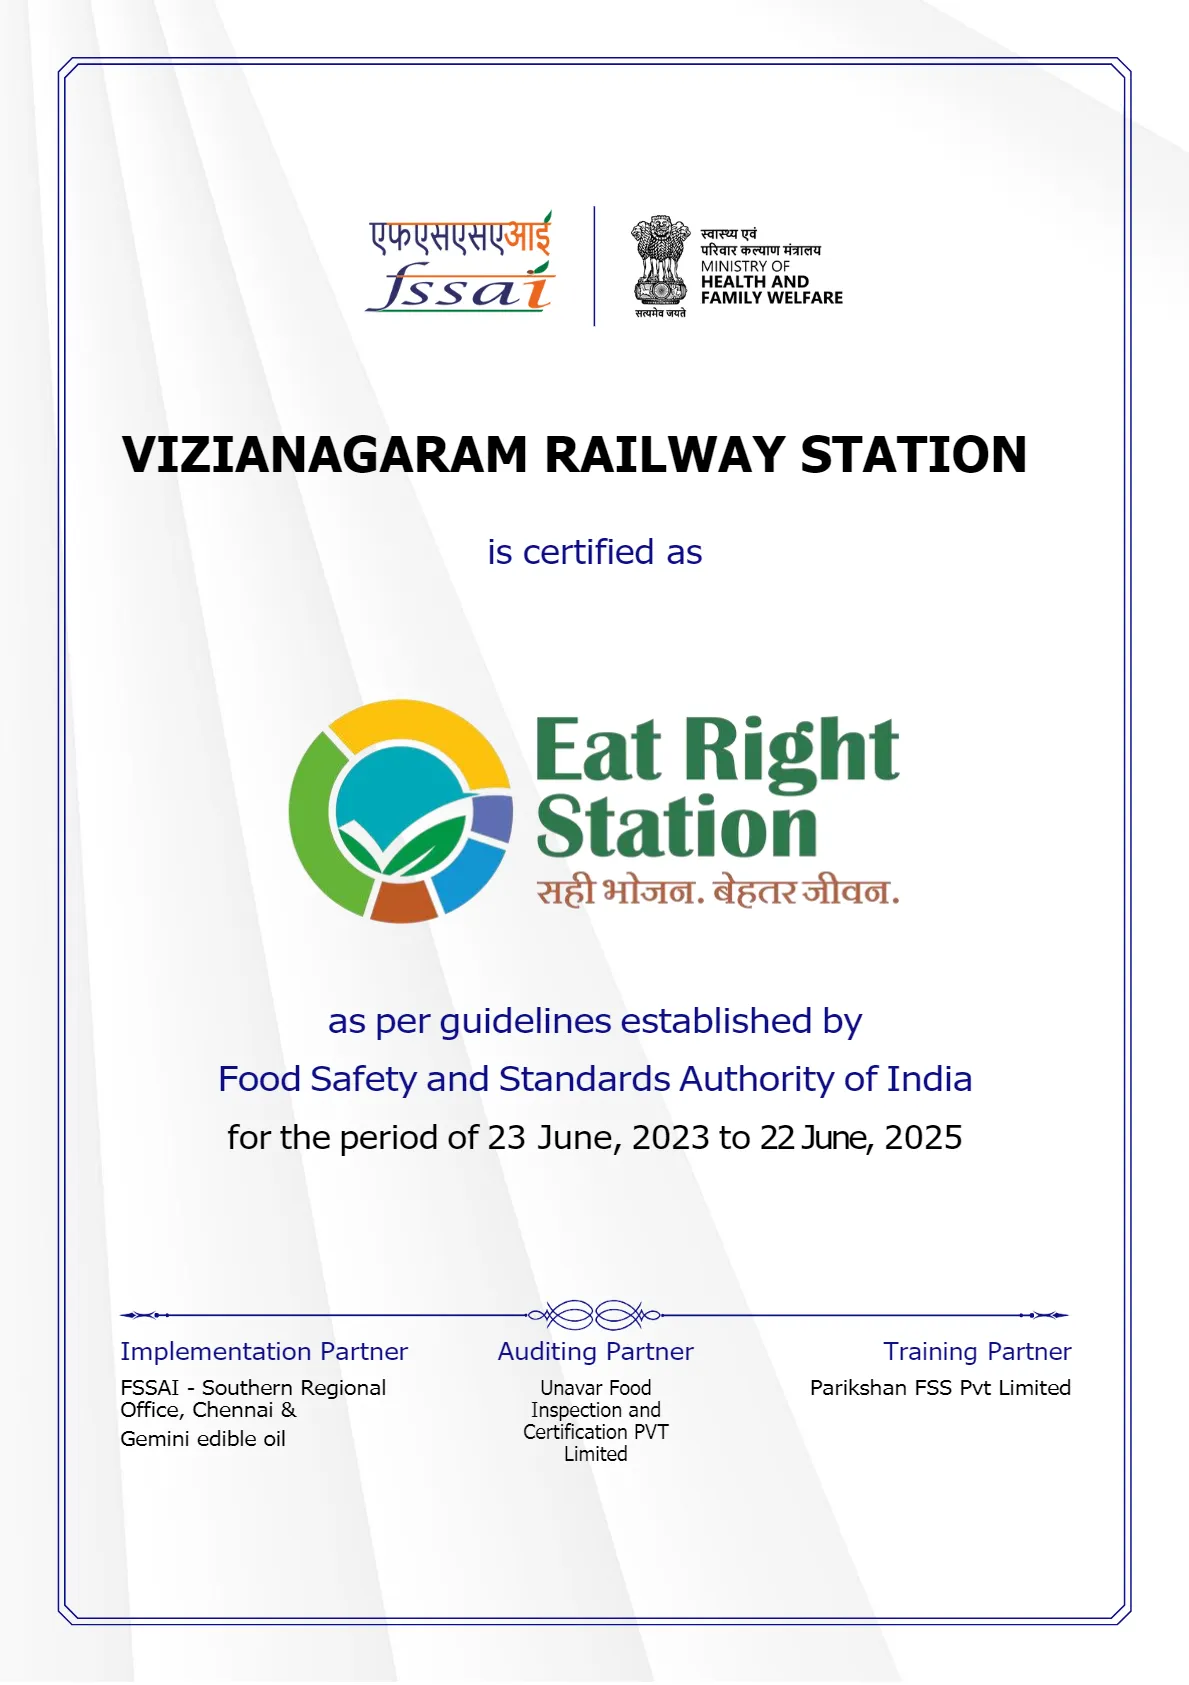 एफएसएसएआई
fssai
सत्यमेव जयते
स्वास्थ्य एवं
परिवार कल्याण मंत्रालय
MINISTRY OF
HEALTH AND
FAMILY WELFARE
VIZIANAGARAM RAILWAY STATION
is certified as
Eat Right
Station
सही भोजन. बेहतर जीवन.
as per guidelines established by
Food Safety and Standards Authority of India
for the period of 23 June, 2023 to 22 June, 2025
Implementation Partner
FSSAI - Southern Regional
Office, Chennai &
Gemini edible oil
Auditing Partner
Unavar Food
Inspection and
Certification PVT
Limited
Training Partner
Parikshan FSS Pvt Limited